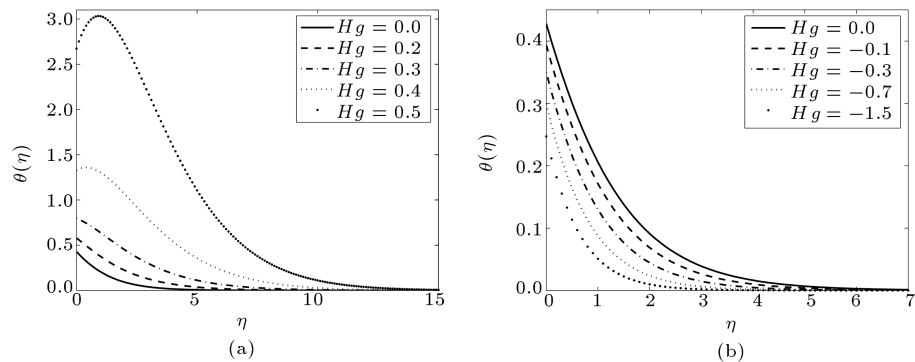 3.0
2.5
2.0
1.5
1.0
0.5
0.0
θ(η)
Hg = 0.0
Hg = 0.2
Hg = 0.3
Hg = 0.4
Hg = 0.5
5
10
15
η
(a)
0.4
0.3
0.2
0.1
0.0
θ(η)
Hg = 0.0
Hg = −0.1
Hg = −0.3
Hg = −0.7
Hg = −1.5
0 1 2 3 4 5 6 7
η
(b)